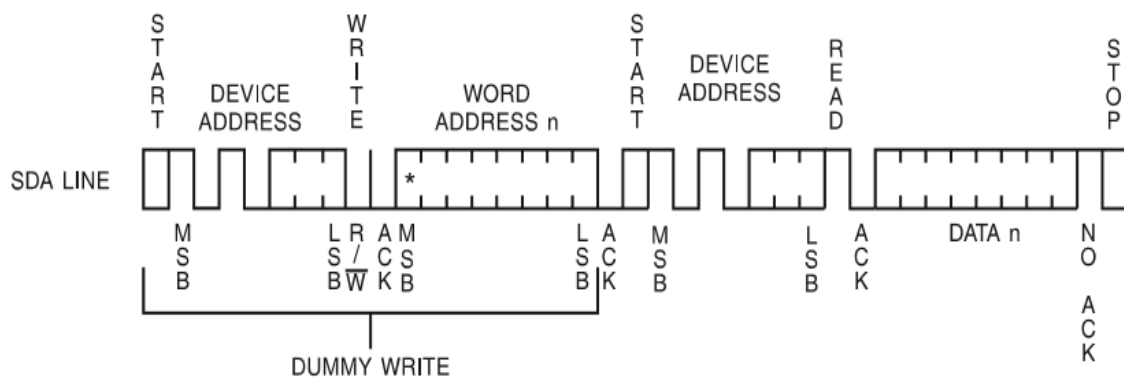 START
WRITE
START
READ
STOP
DEVICE
ADDRESS
WORD
ADDRESS n
DEVICE
ADDRESS
SDA LINE
*
MSB
LSB
R/W̅
ACK
MSB
LSB
ACK
MSB
LSB
ACK
DATA n
NO ACK
DUMMY WRITE